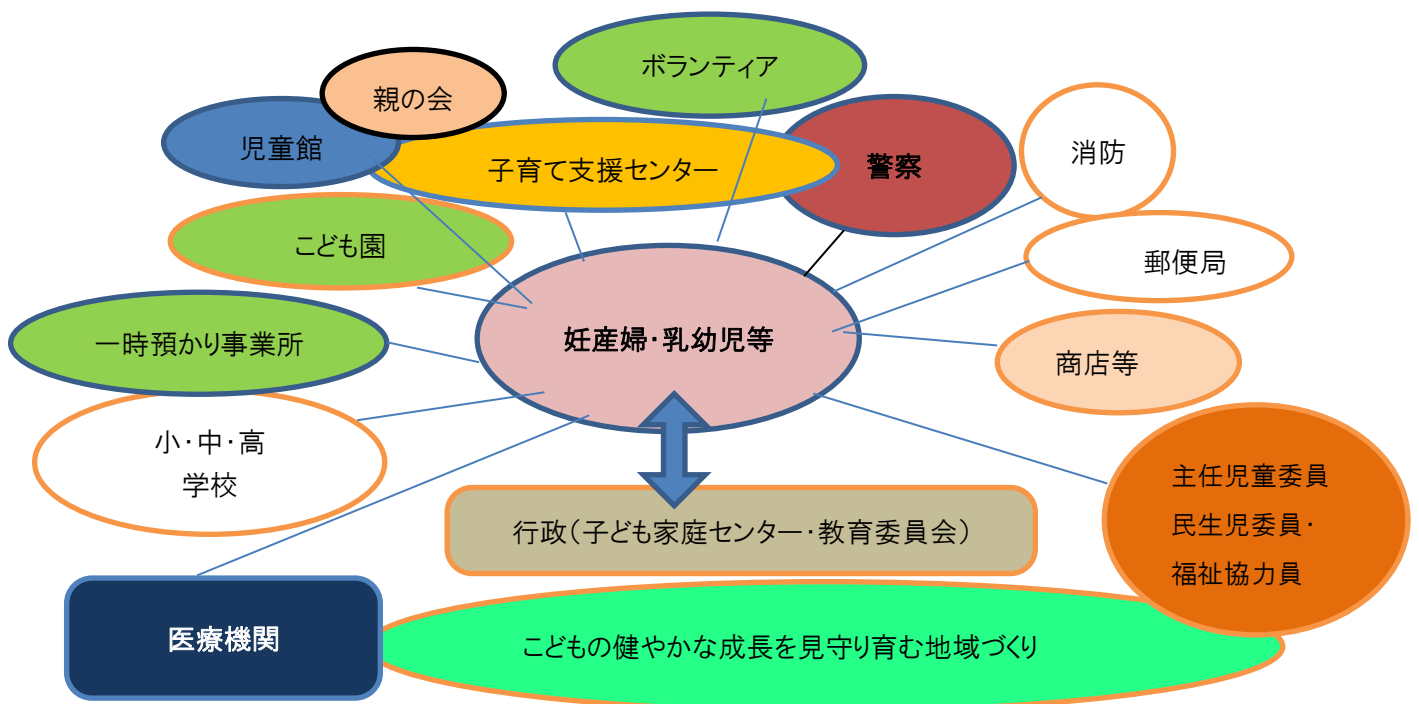 ボランティア
親の会
児童館
子育て支援センター
警察
消防
こども園
郵便局
一時預かり事業所
妊産婦・乳幼児等
商店等
小・中・高
学校
主任児童委員
民生児委員・
福祉協力員
行政（子ども家庭センター・教育委員会）
医療機関
こどもの健やかな成長を見守り育む地域づくり